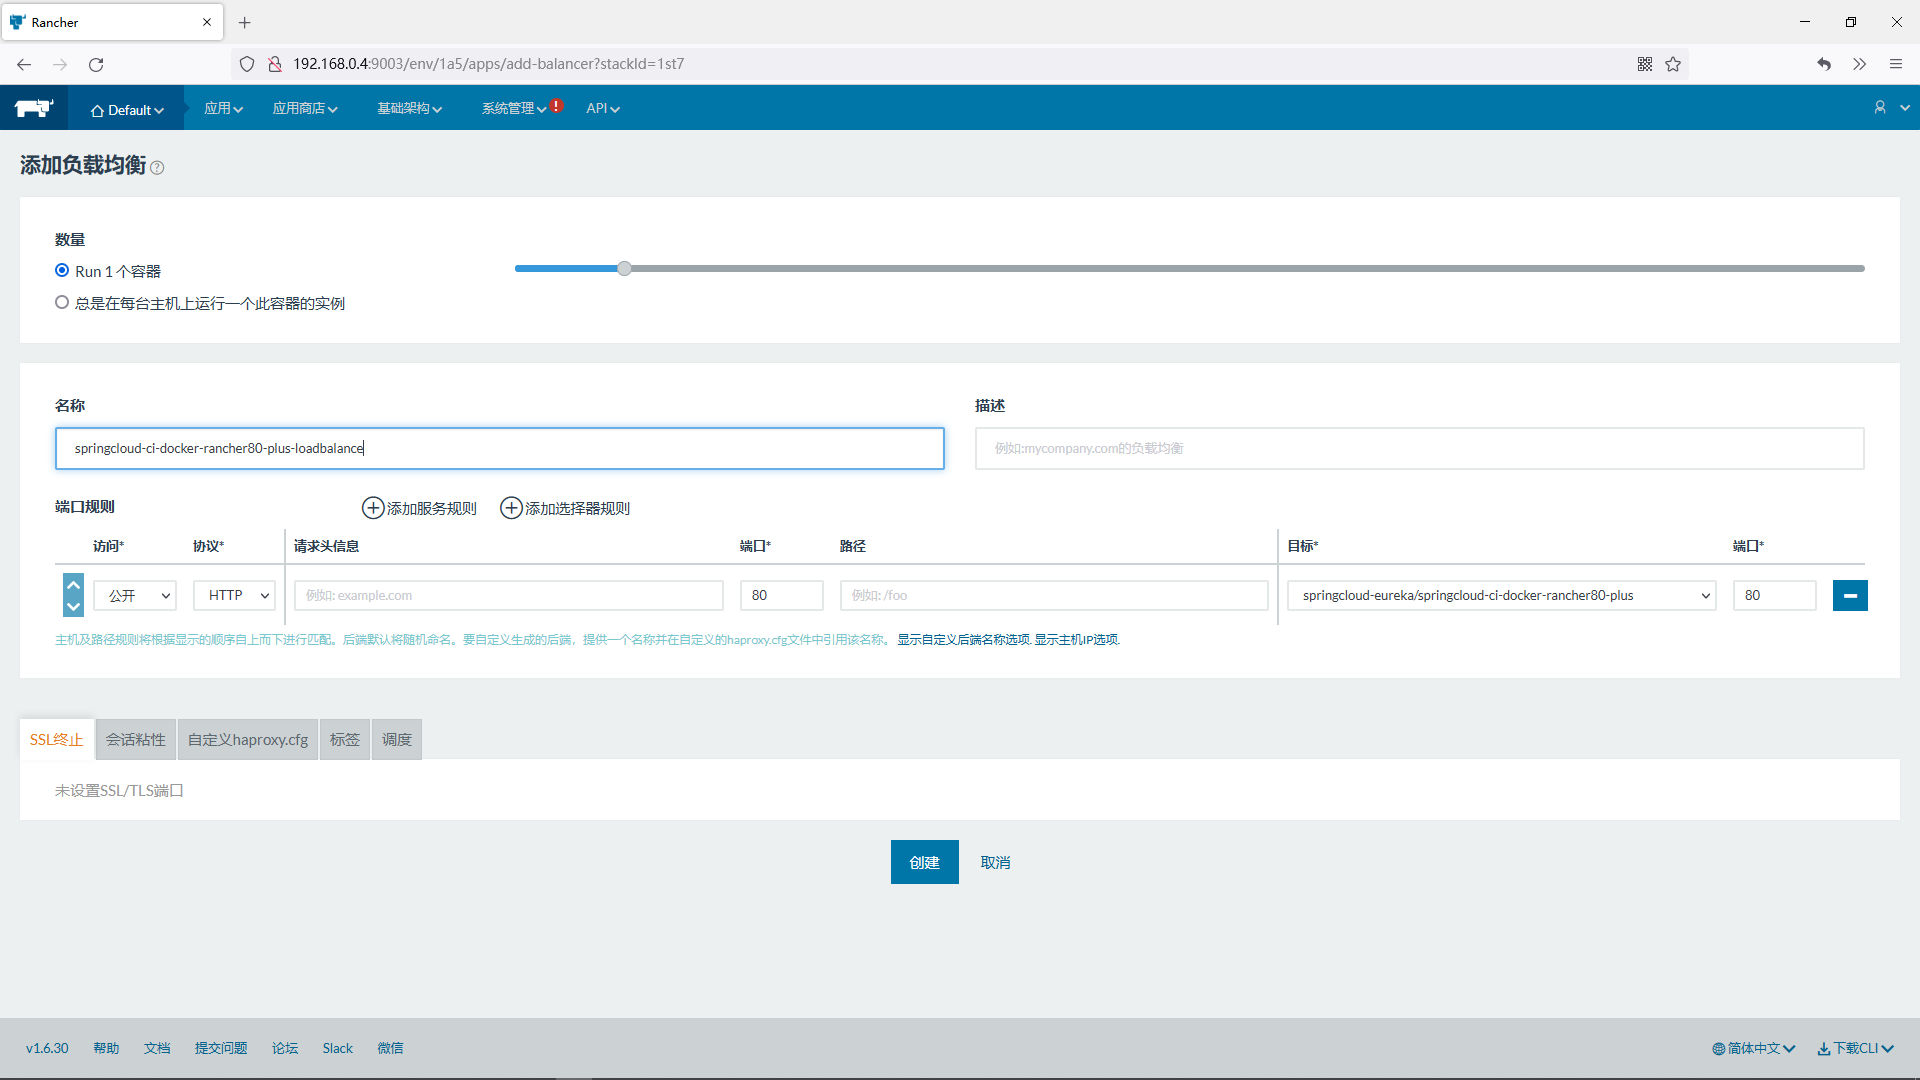 Rancher
192.168.0.4:9003/env/1a5/apps/add-balancer?stackId=1st7
Default 应用 应用商店 基础架构 系统管理 ! API
添加负载均衡 ?
数量
Run 1 个容器
总是在每台主机上运行一个此容器的实例
名称 描述
springcloud-ci-docker-rancher80-plus-loadbalance 例如:mycompany.com的负载均衡
端口规则 添加服务规则 添加选择器规则
访问* 协议* 请求头信息 端口* 路径 目标* 端口*
公开 HTTP 例如: example.com 80 例如: /foo springcloud-eureka/springcloud-ci-docker-rancher80-plus 80
主机及路径规则将根据显示的顺序自上而下进行匹配。后端默认将随机命名。要自定义生成的后端，提供一个名称并在自定义的haproxy.cfg文件中引用该名称。 显示自定义后端名称选项. 显示主机IP选项.
SSL终止 会话粘性 自定义haproxy.cfg 标签 调度
未设置SSL/TLS端口
创建 取消
v1.6.30 帮助 文档 提交问题 论坛 Slack 微信 简体中文 下载CLI